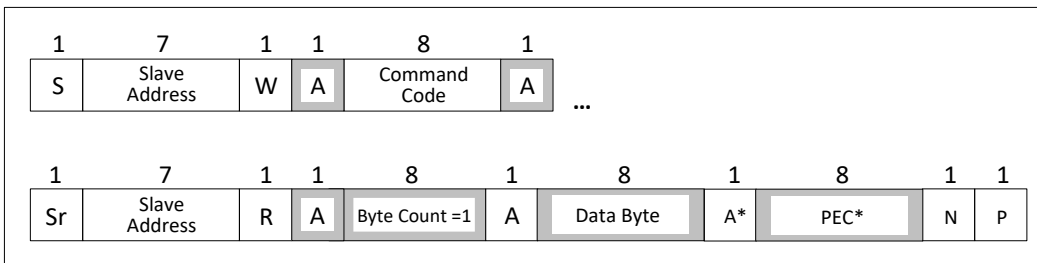 1 7 1 1 8 1
S Slave Address W A Command Code A ...
1 7 1 1 8 1 8 1 8 1 1
Sr Slave Address R A Byte Count =1 A Data Byte A* PEC* N P